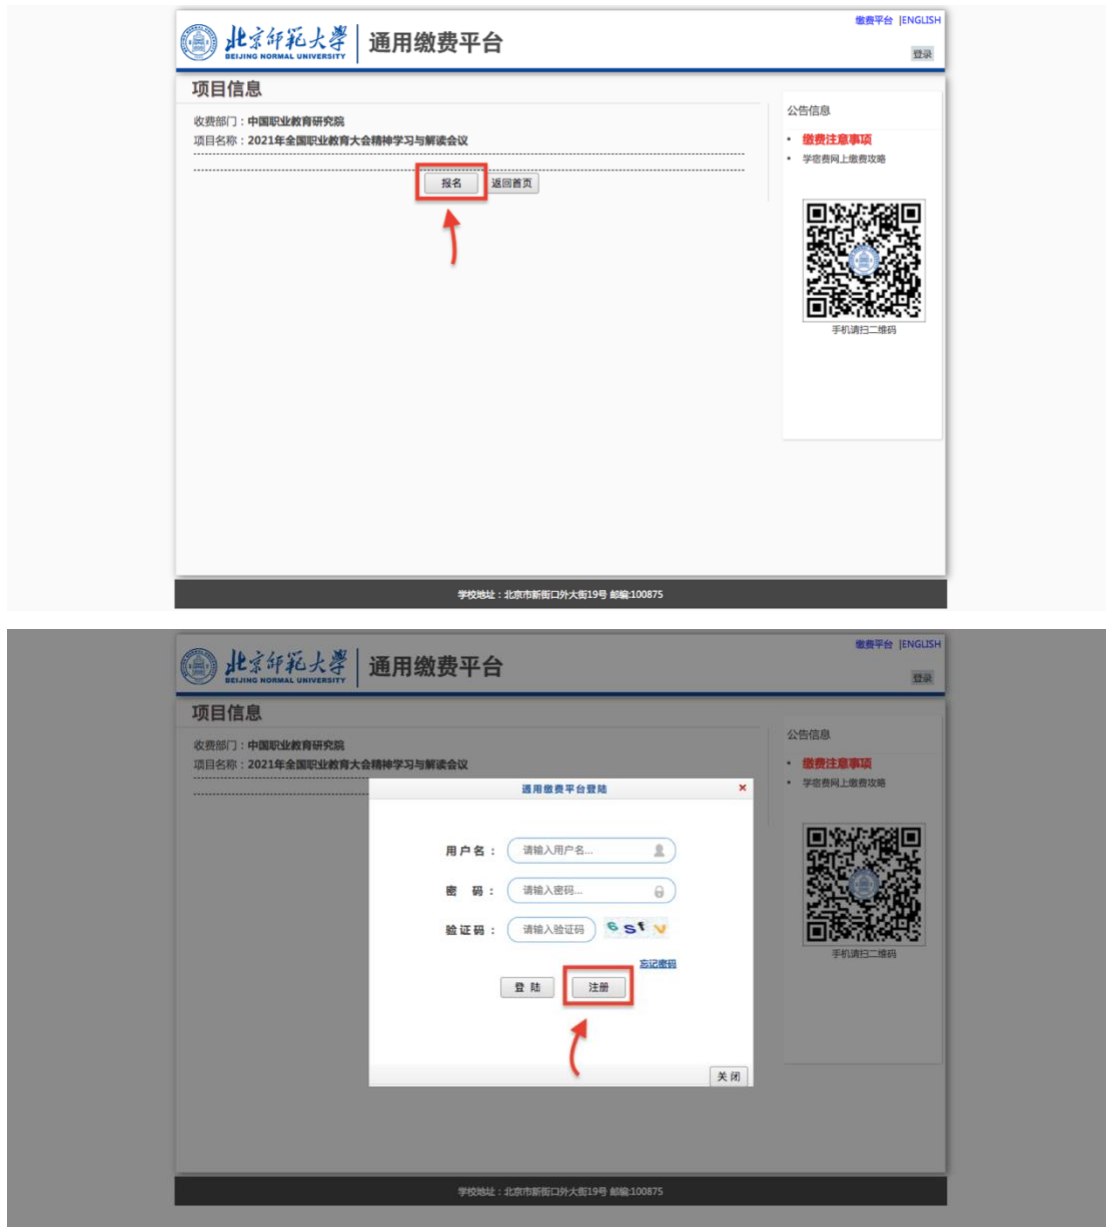 缴费平台 |ENGLISH
北京师范大学 通用缴费平台
BEIJING NORMAL UNIVERSITY
登录
项目信息
收费部门：中国职业教育研究院
项目名称：2021年全国职业教育大会精神学习与解读会议
报名 返回首页
公告信息
• 缴费注意事项
• 学宿费网上缴费攻略
手机请扫二维码
学校地址：北京市新街口外大街19号 邮编:100875
缴费平台 |ENGLISH
北京师范大学 通用缴费平台
BEIJING NORMAL UNIVERSITY
登录
项目信息
收费部门：中国职业教育研究院
项目名称：2021年全国职业教育大会精神学习与解读会议
公告信息
• 缴费注意事项
• 学宿费网上缴费攻略
手机请扫二维码
通用缴费平台登陆
用户名： 请输入用户名...
密 码： 请输入密码...
验证码： 请输入验证码 6sfv
忘记密码
登 陆 注册
关 闭
学校地址：北京市新街口外大街19号 邮编:100875